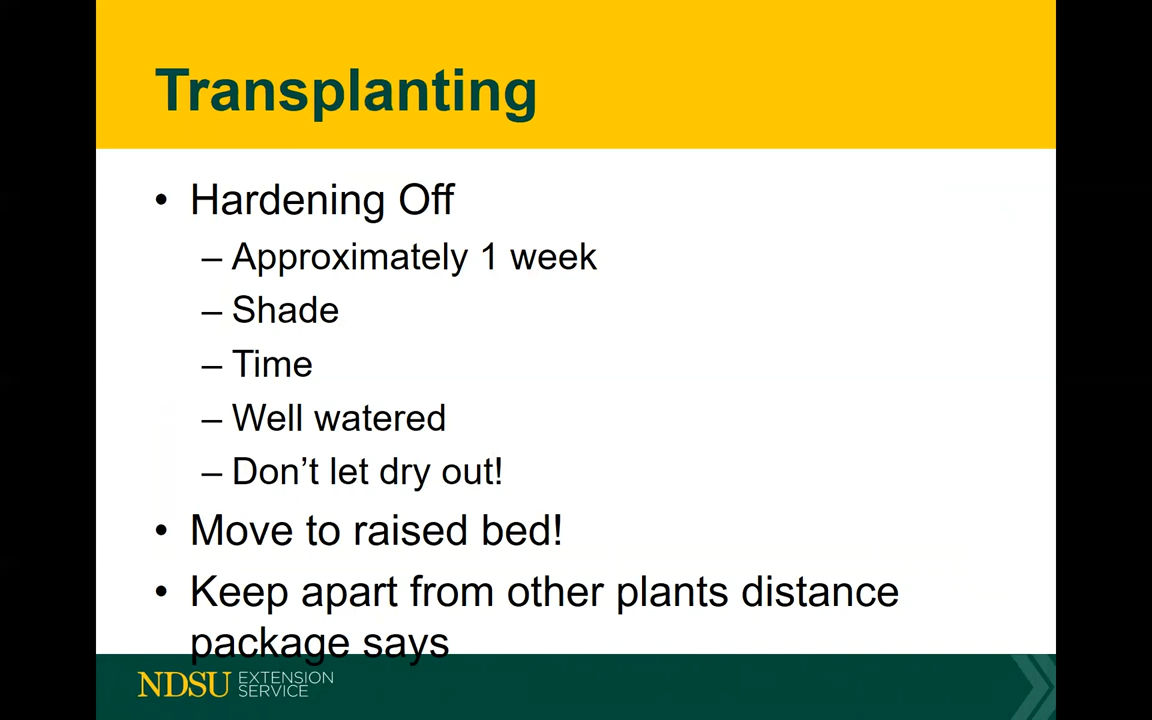 Transplanting
• Hardening Off
– Approximately 1 week
– Shade
– Time
– Well watered
– Don’t let dry out!
• Move to raised bed!
• Keep apart from other plants distance
package says
NDSU EXTENSION
SERVICE